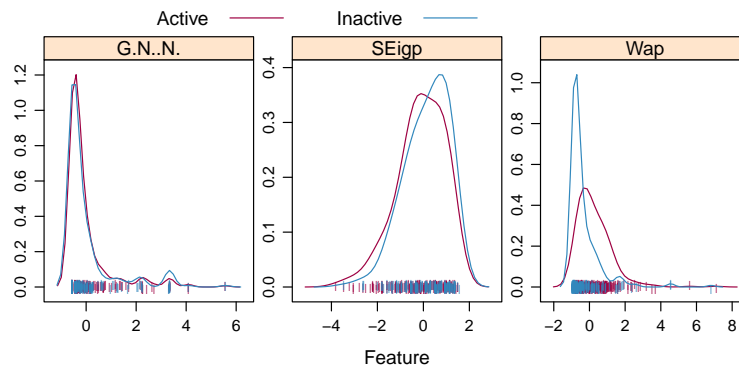 Active Inactive
G.N..N. SEigp Wap
0.0 0.2 0.4 0.6 0.8 1.0 1.2
0 2 4 6
0.0 0.1 0.2 0.3 0.4
−4 −2 0 2
0.0 0.2 0.4 0.6 0.8 1.0
−2 0 2 4 6 8
Feature